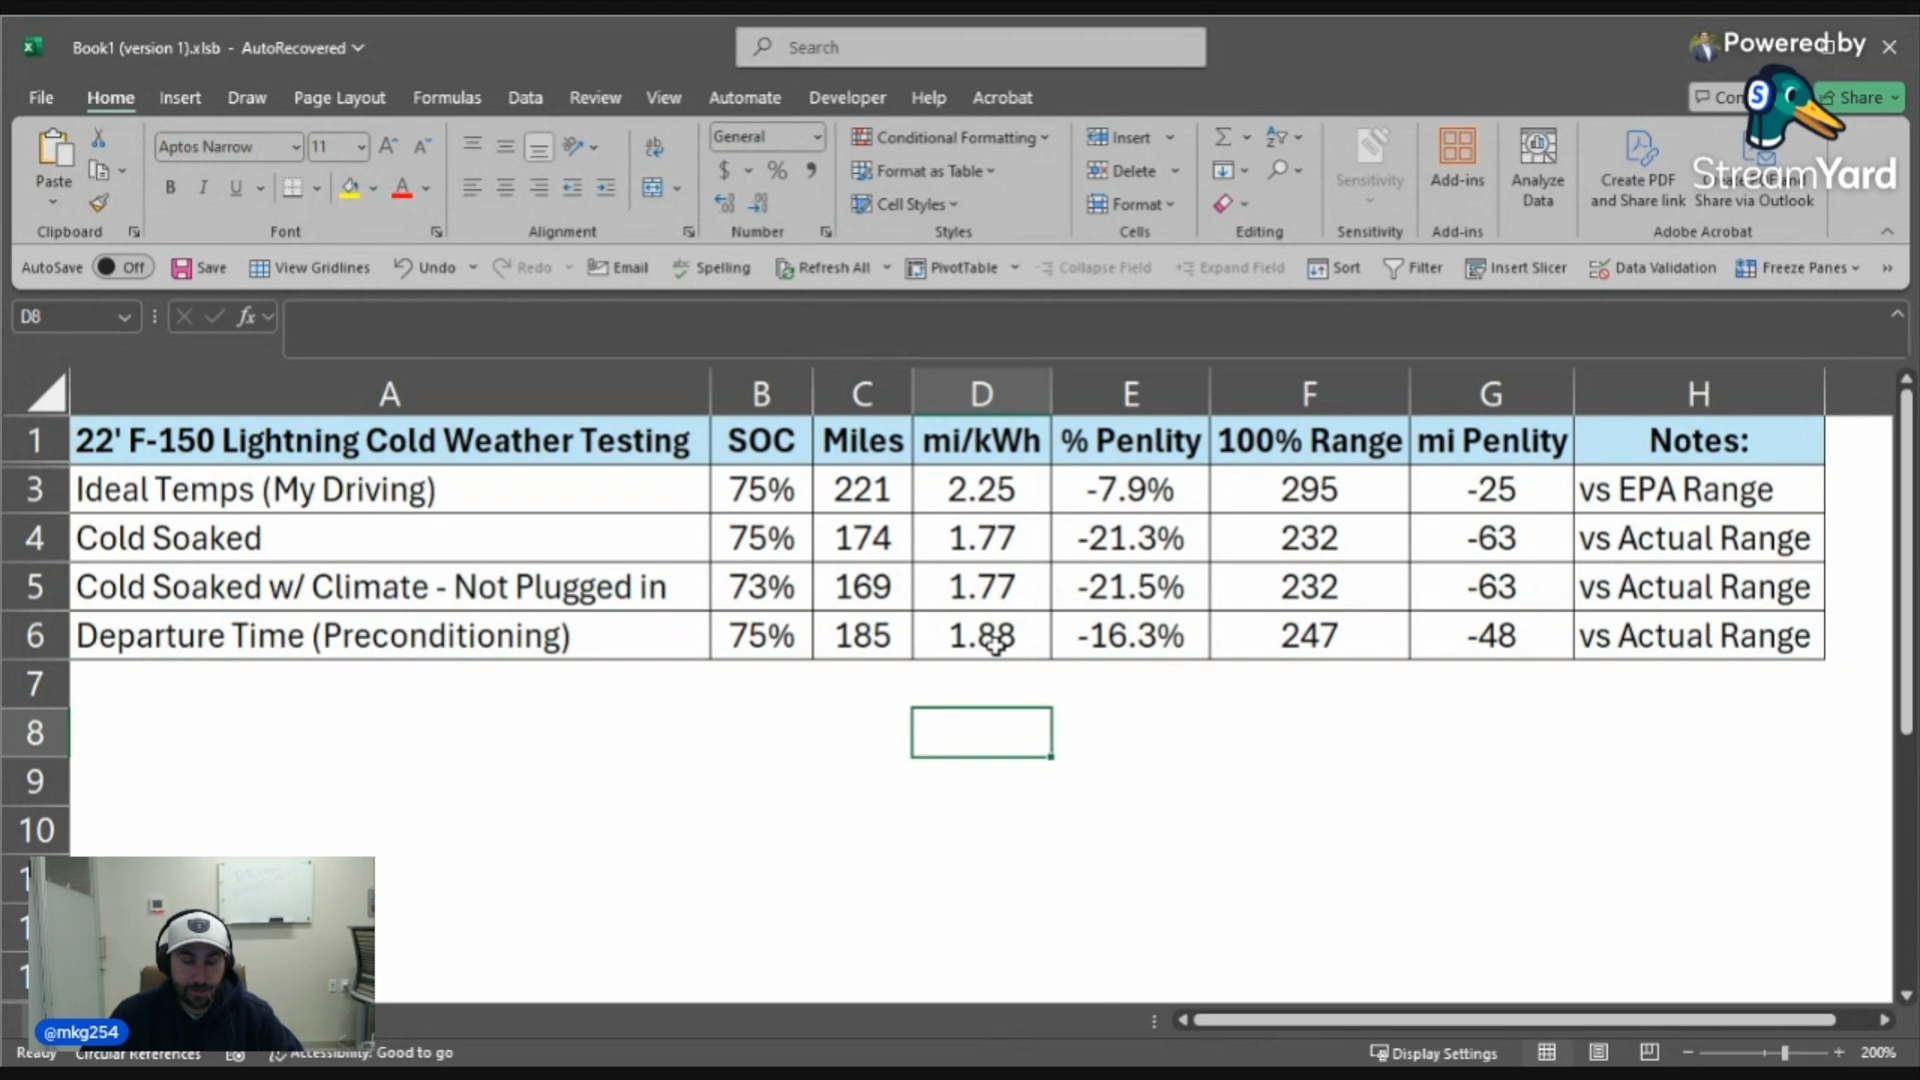 Book1 (version 1).xlsb - AutoRecovered
Search
Powered by
StreamYard
File Home Insert Draw Page Layout Formulas Data Review View Automate Developer Help Acrobat
Share
Paste
Clipboard
Aptos Narrow 11
B I U
Font
Alignment
General
$ % ,
Number
Conditional Formatting
Format as Table
Cell Styles
Styles
Insert
Delete
Format
Cells
Editing
Sensitivity
Sensitivity
Add-ins
Add-ins
Analyze
Data
Create PDF
and Share link
Share via Outlook
Adobe Acrobat
AutoSave Off Save View Gridlines Undo Redo Email Spelling Refresh All PivotTable Collapse Field Expand Field Sort Filter Insert Slicer Data Validation Freeze Panes
D8 fx
A B C D E F G H
1 22' F-150 Lightning Cold Weather Testing SOC Miles mi/kWh % Penlity 100% Range mi Penlity Notes:
3 Ideal Temps (My Driving) 75% 221 2.25 -7.9% 295 -25 vs EPA Range
4 Cold Soaked 75% 174 1.77 -21.3% 232 -63 vs Actual Range
5 Cold Soaked w/ Climate - Not Plugged in 73% 169 1.77 -21.5% 232 -63 vs Actual Range
6 Departure Time (Preconditioning) 75% 185 1.88 -16.3% 247 -48 vs Actual Range
7
8
9
10
@mkg254
Ready Circular References Accessibility: Good to go Display Settings 200%